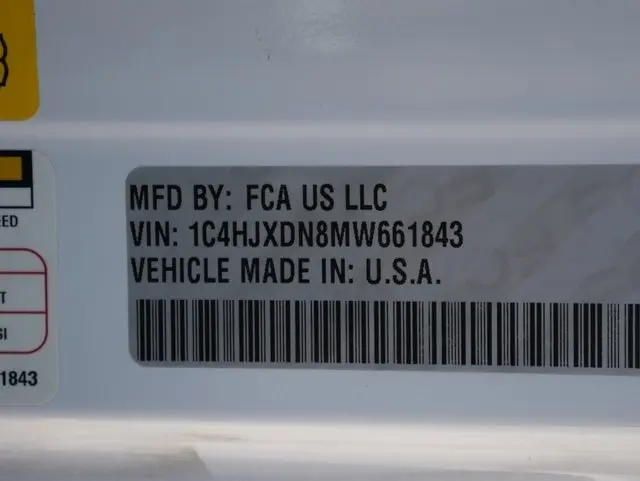 MFD BY: FCA US LLC
VIN: 1C4HJXDN8MW661843
VEHICLE MADE IN: U.S.A.
1843